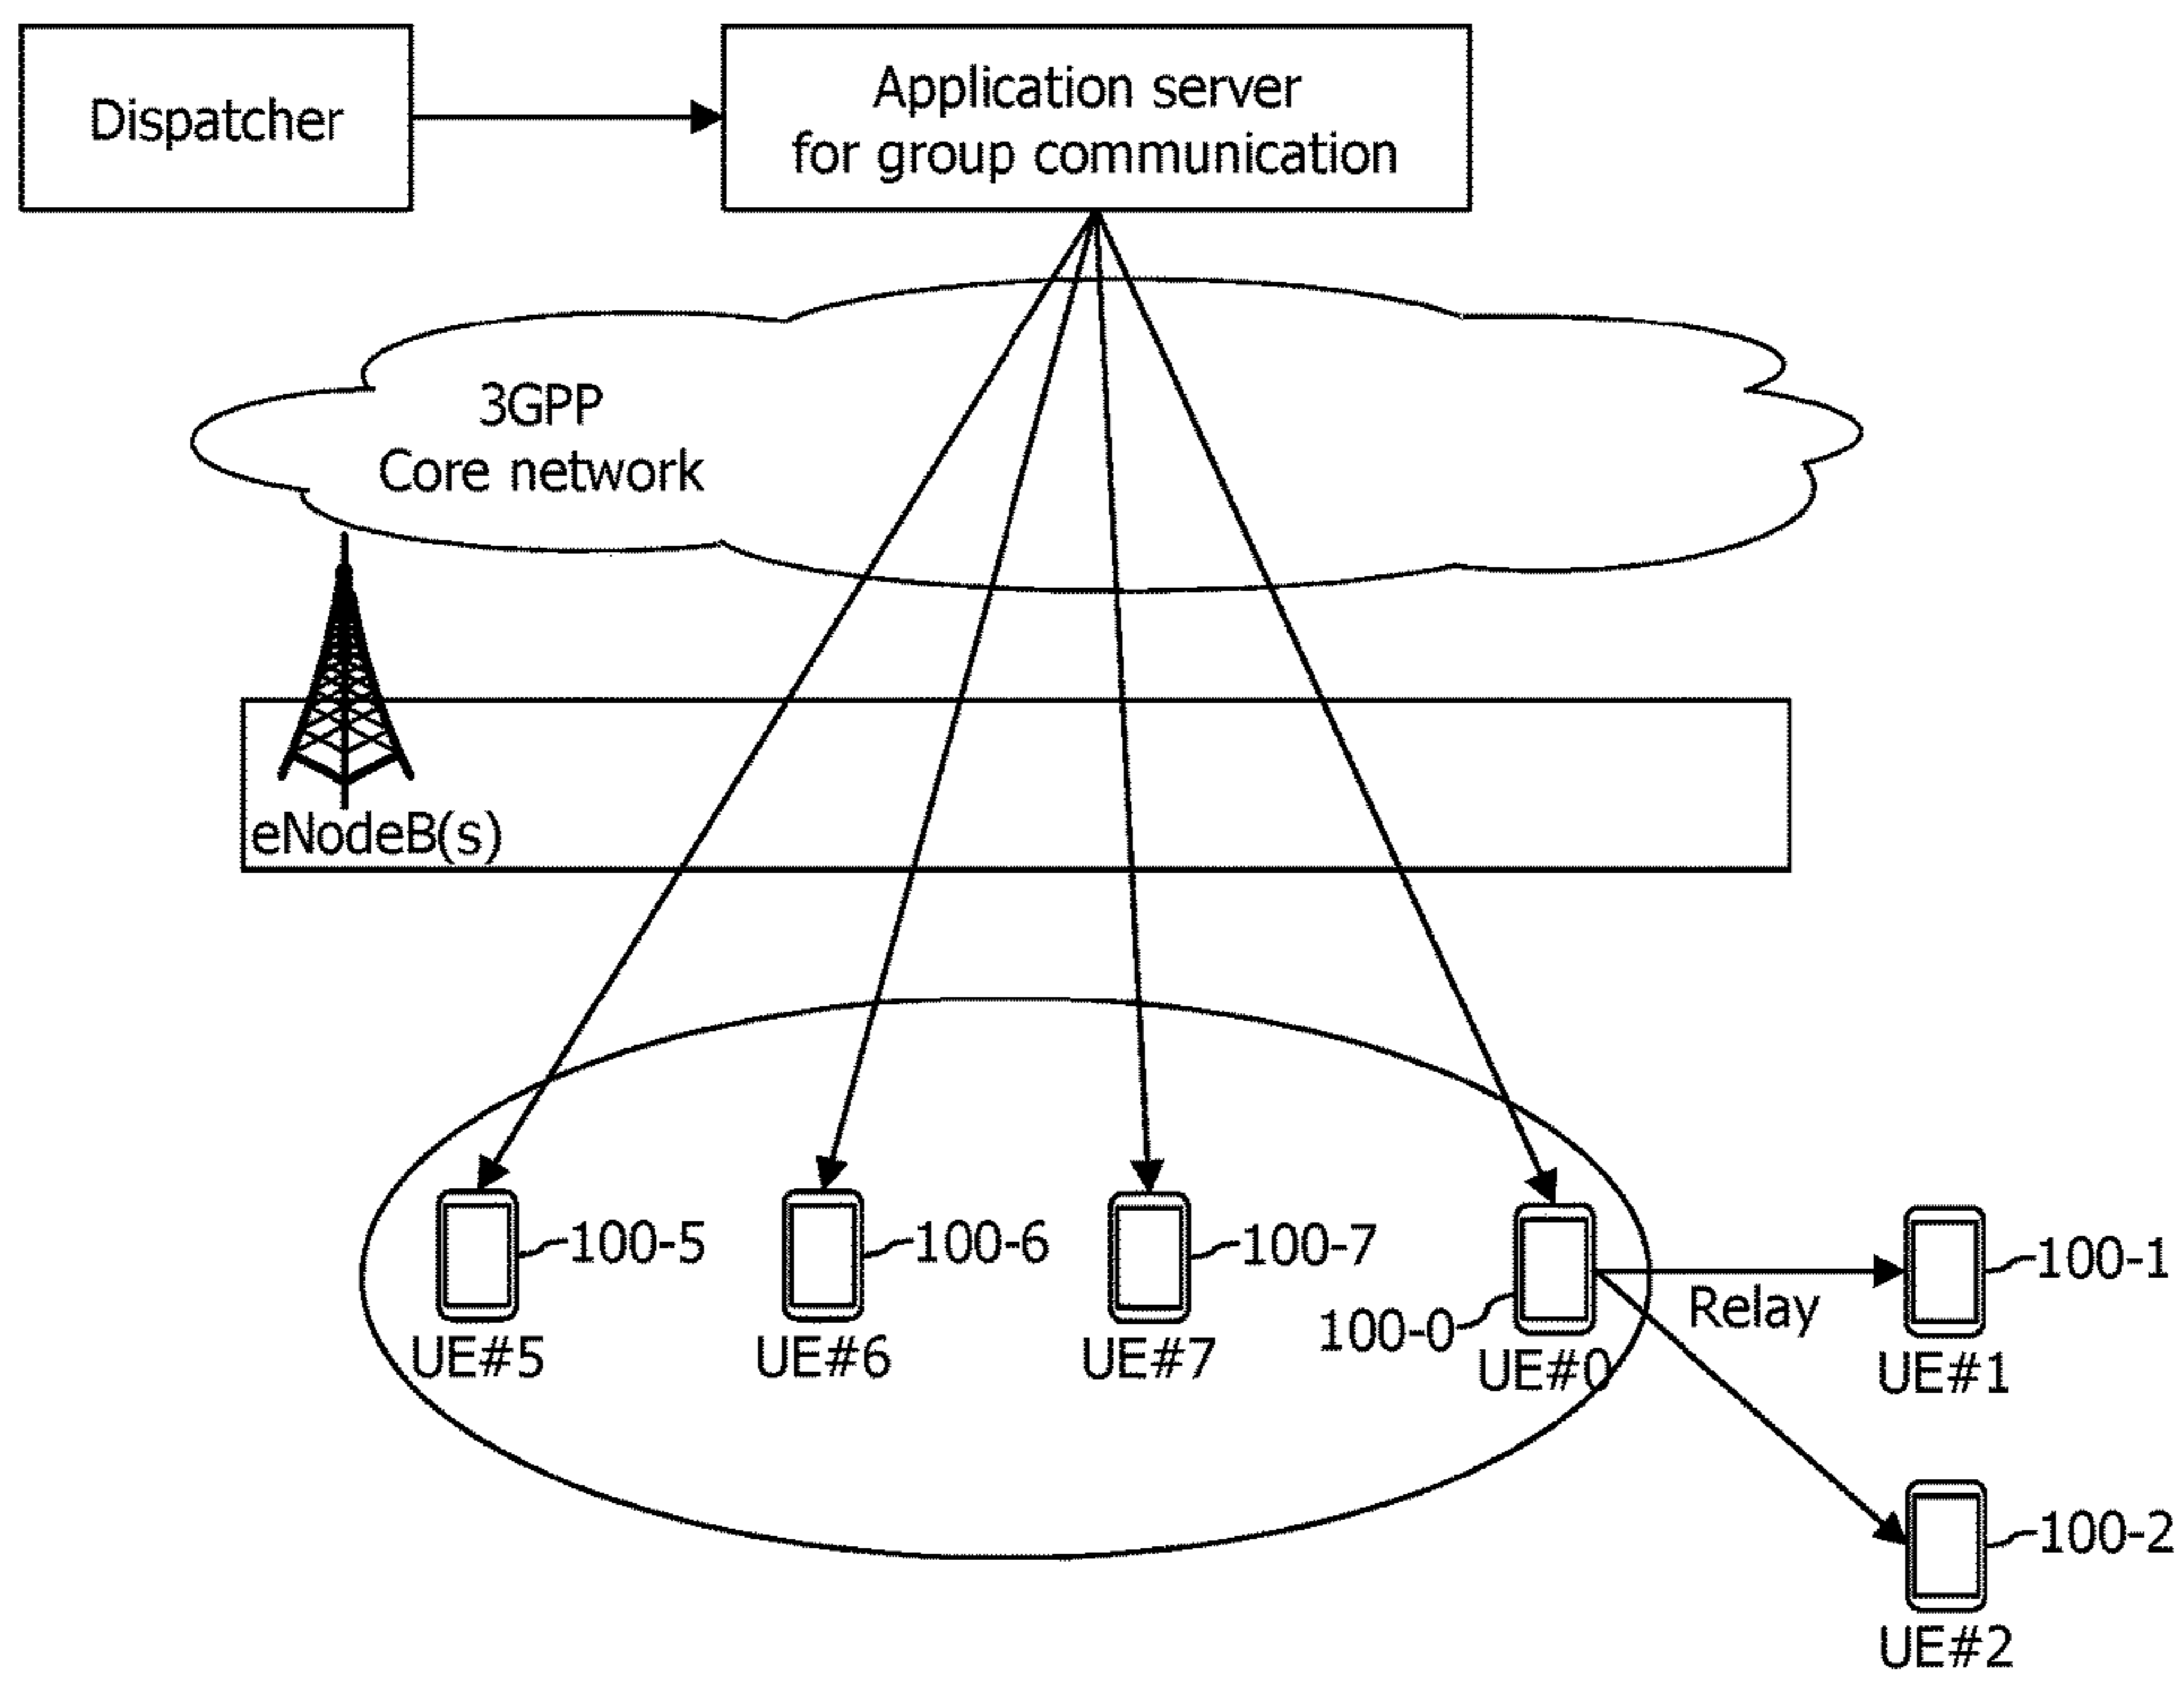 Dispatcher
Application server
for group communication
3GPP
Core network
eNodeB(s)
100-5
100-6
100-7
100-0
100-1
Relay
UE#5
UE#6
UE#7
UE#0
UE#1
100-2
UE#2